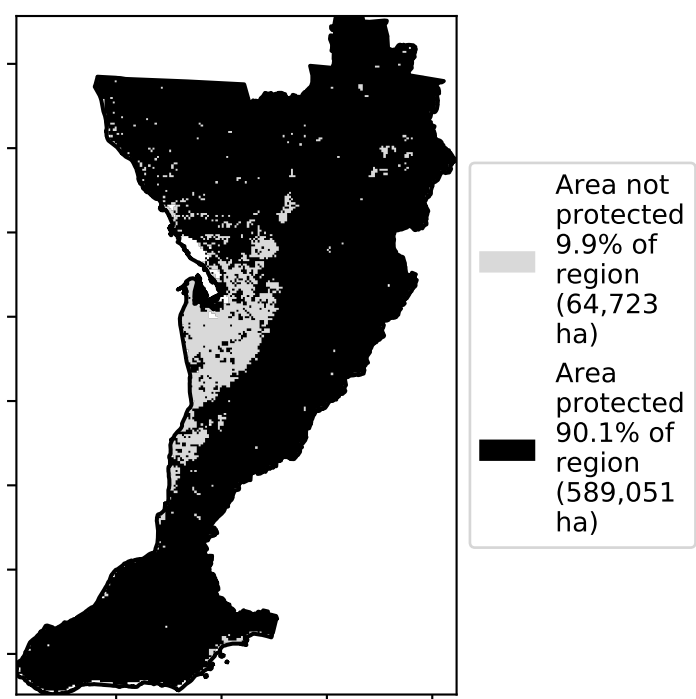 Area not
protected
9.9% of
region
(64,723
ha)
Area
protected
90.1% of
region
(589,051
ha)